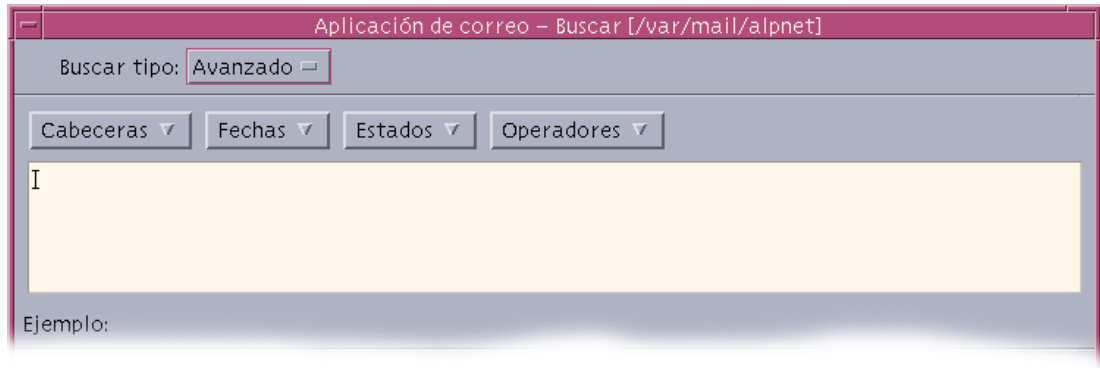 Aplicación de correo – Buscar [/var/mail/alpnet]
Buscar tipo: Avanzado
Cabeceras Fechas Estados Operadores
Ejemplo: